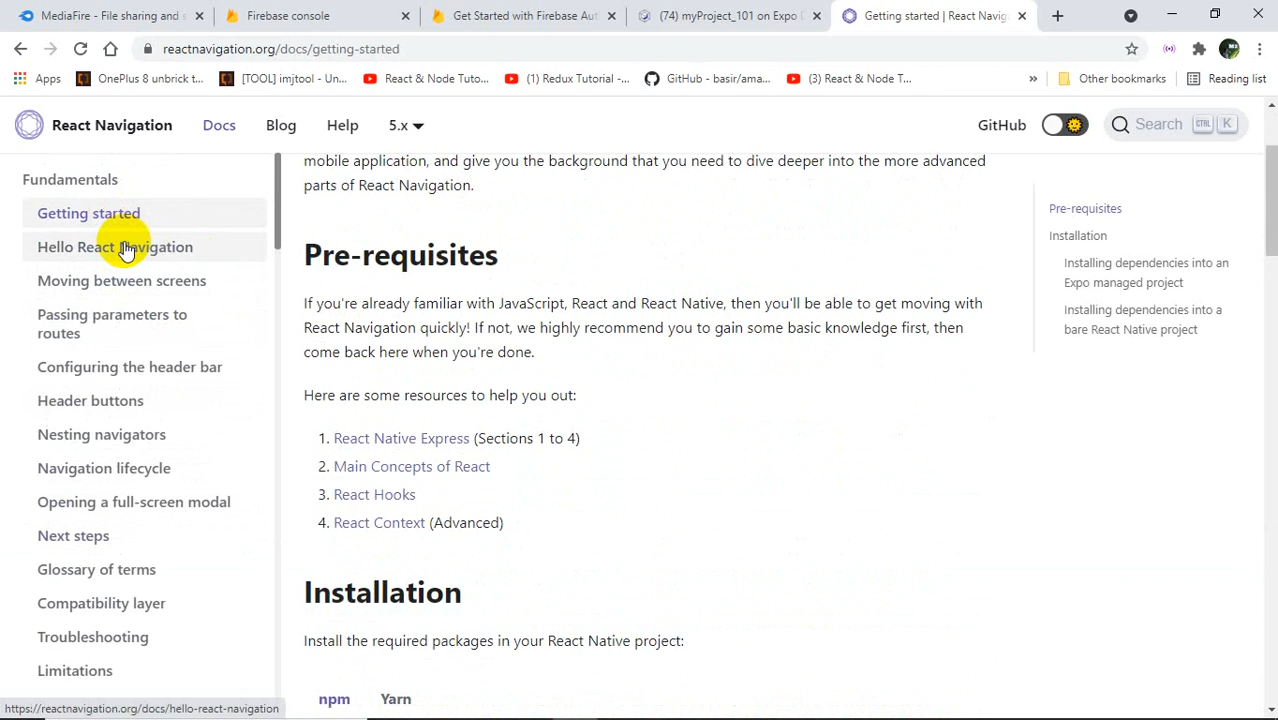 MediaFire - File sharing and s
Firebase console
Get Started with Firebase Aut
(74) myProject_101 on Expo D
Getting started | React Navig
reactnavigation.org/docs/getting-started
Apps
OnePlus 8 unbrick t...
[TOOL] imjtool - Un...
React & Node Tuto...
(1) Redux Tutorial -...
GitHub - basir/ama...
(3) React & Node T...
»
Other bookmarks
Reading list
React Navigation
Docs
Blog
Help
5.x
GitHub
Search CTRL K
Fundamentals
Getting started
Hello React Navigation
Moving between screens
Passing parameters to
routes
Configuring the header bar
Header buttons
Nesting navigators
Navigation lifecycle
Opening a full-screen modal
Next steps
Glossary of terms
Compatibility layer
Troubleshooting
Limitations
https://reactnavigation.org/docs/hello-react-navigation
mobile application, and give you the background that you need to dive deeper into the more advanced
parts of React Navigation.
Pre-requisites
If you're already familiar with JavaScript, React and React Native, then you'll be able to get moving with
React Navigation quickly! If not, we highly recommend you to gain some basic knowledge first, then
come back here when you're done.
Here are some resources to help you out:
1. React Native Express (Sections 1 to 4)
2. Main Concepts of React
3. React Hooks
4. React Context (Advanced)
Installation
Install the required packages in your React Native project:
npm Yarn
Pre-requisites
Installation
Installing dependencies into an
Expo managed project
Installing dependencies into a
bare React Native project